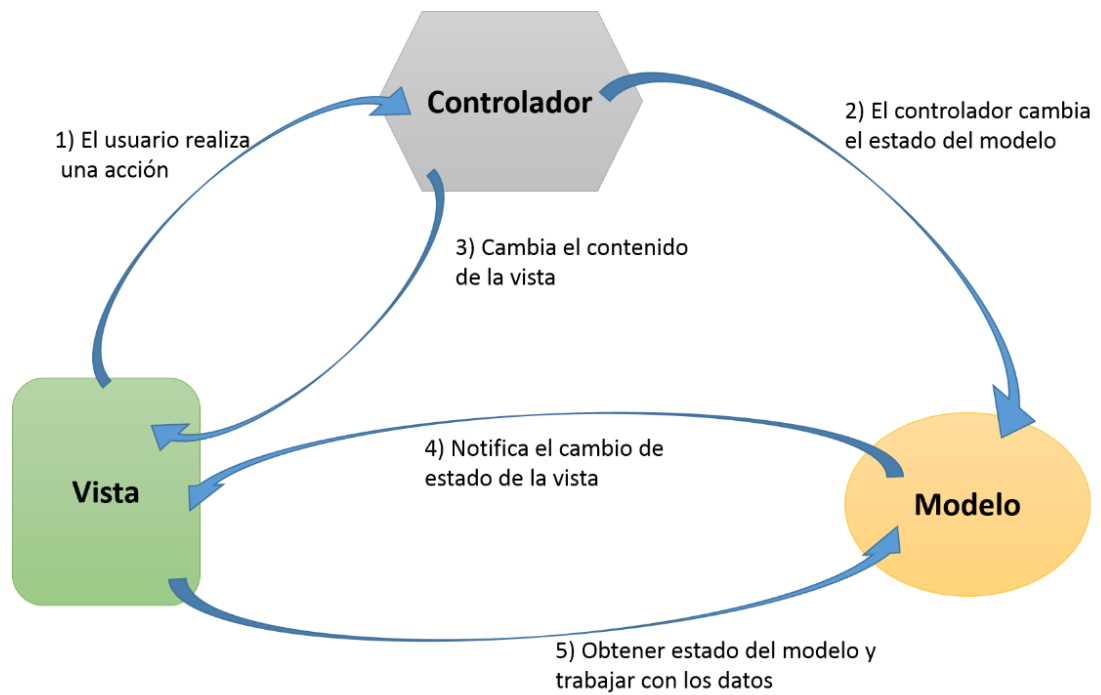 Controlador
1) El usuario realiza
una acción
2) El controlador cambia
el estado del modelo
3) Cambia el contenido
de la vista
4) Notifica el cambio de
estado de la vista
Vista
Modelo
5) Obtener estado del modelo y
trabajar con los datos